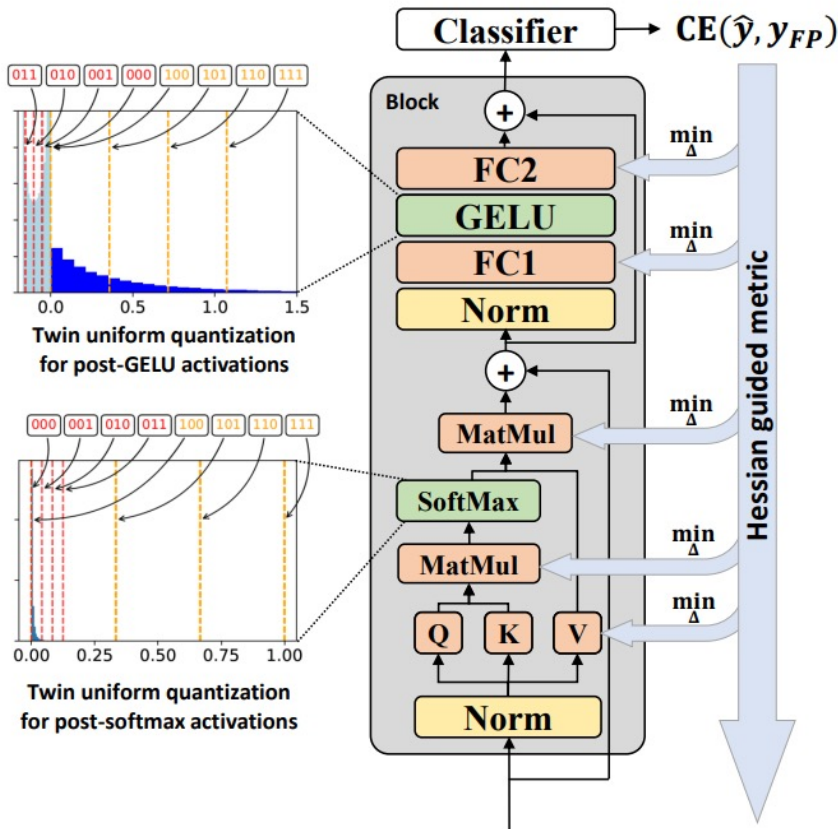 Classifier
CE(ŷ, y_FP)
Block
+
011 010 001 000 100 101 110 111
FC2
min
Δ
GELU
FC1
min
Δ
Norm
0.0 0.5 1.0 1.5
Twin uniform quantization
for post-GELU activations
+
000 001 010 011 100 101 110 111
MatMul
min
Δ
SoftMax
MatMul
min
Δ
Q K V
min
Δ
0.00 0.25 0.50 0.75 1.00
Twin uniform quantization
for post-softmax activations
Norm
Hessian guided metric